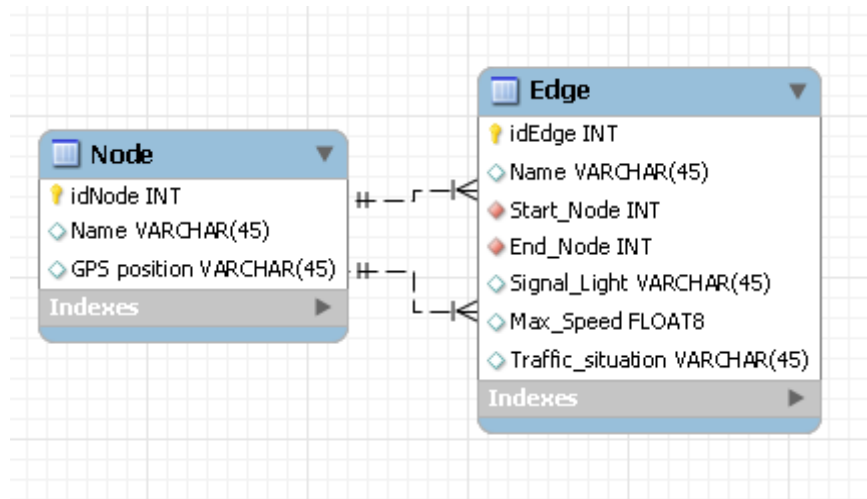 Node
idNode INT
Name VARCHAR(45)
GPS position VARCHAR(45)
Indexes
Edge
idEdge INT
Name VARCHAR(45)
Start_Node INT
End_Node INT
Signal_Light VARCHAR(45)
Max_Speed FLOAT8
Traffic_situation VARCHAR(45)
Indexes